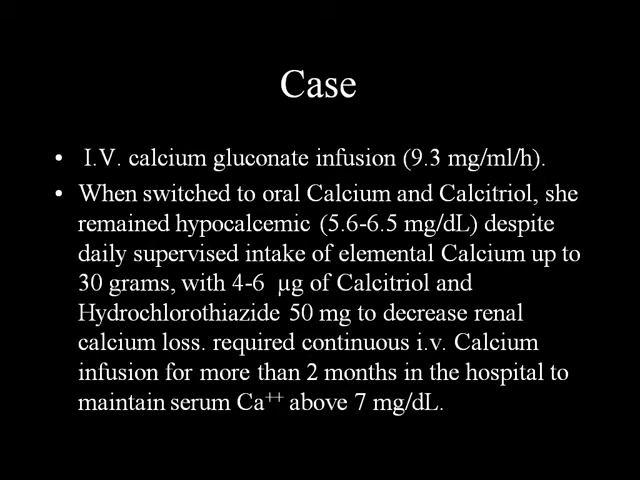 Case
• I.V. calcium gluconate infusion (9.3 mg/ml/h).
• When switched to oral Calcium and Calcitriol, she
remained hypocalcemic (5.6-6.5 mg/dL) despite
daily supervised intake of elemental Calcium up to
30 grams, with 4-6 µg of Calcitriol and
Hydrochlorothiazide 50 mg to decrease renal
calcium loss. required continuous i.v. Calcium
infusion for more than 2 months in the hospital to
maintain serum Ca⁺⁺ above 7 mg/dL.